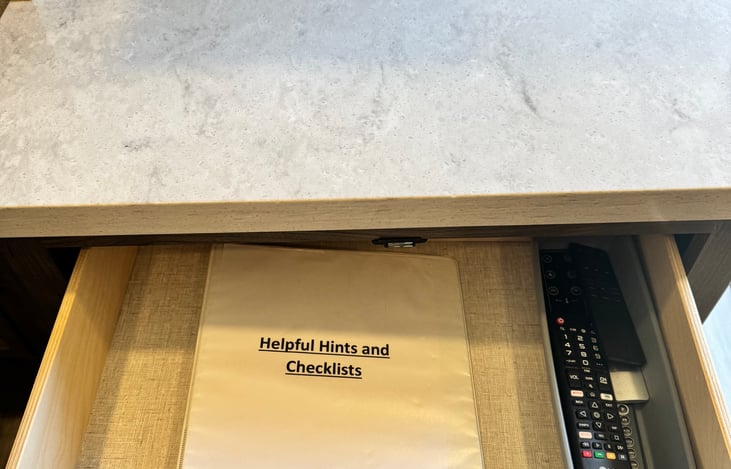 Helpful Hints and
Checklists